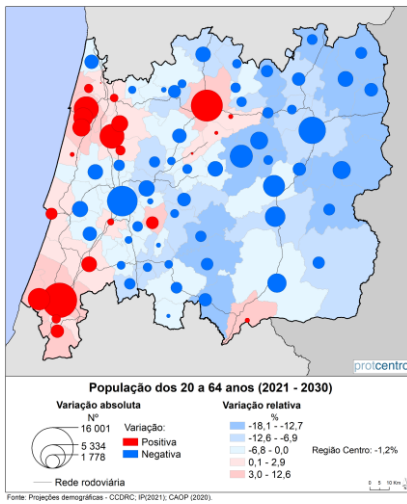 protcentro
População dos 20 a 64 anos (2021 - 2030)
Variação absoluta
Nº
16 001
5 334
1 778
Variação:
Positiva
Negativa
Rede rodoviária
Variação relativa
%
-18,1 - -12,7
-12,6 - -6,9
-6,8 - 0,0
0,1 - 2,9
3,0 - 12,6
Região Centro: -1,2%
0 5 10 Km
Fonte: Projeções demográficas - CCDRC; IP(2021); CAOP (2020).